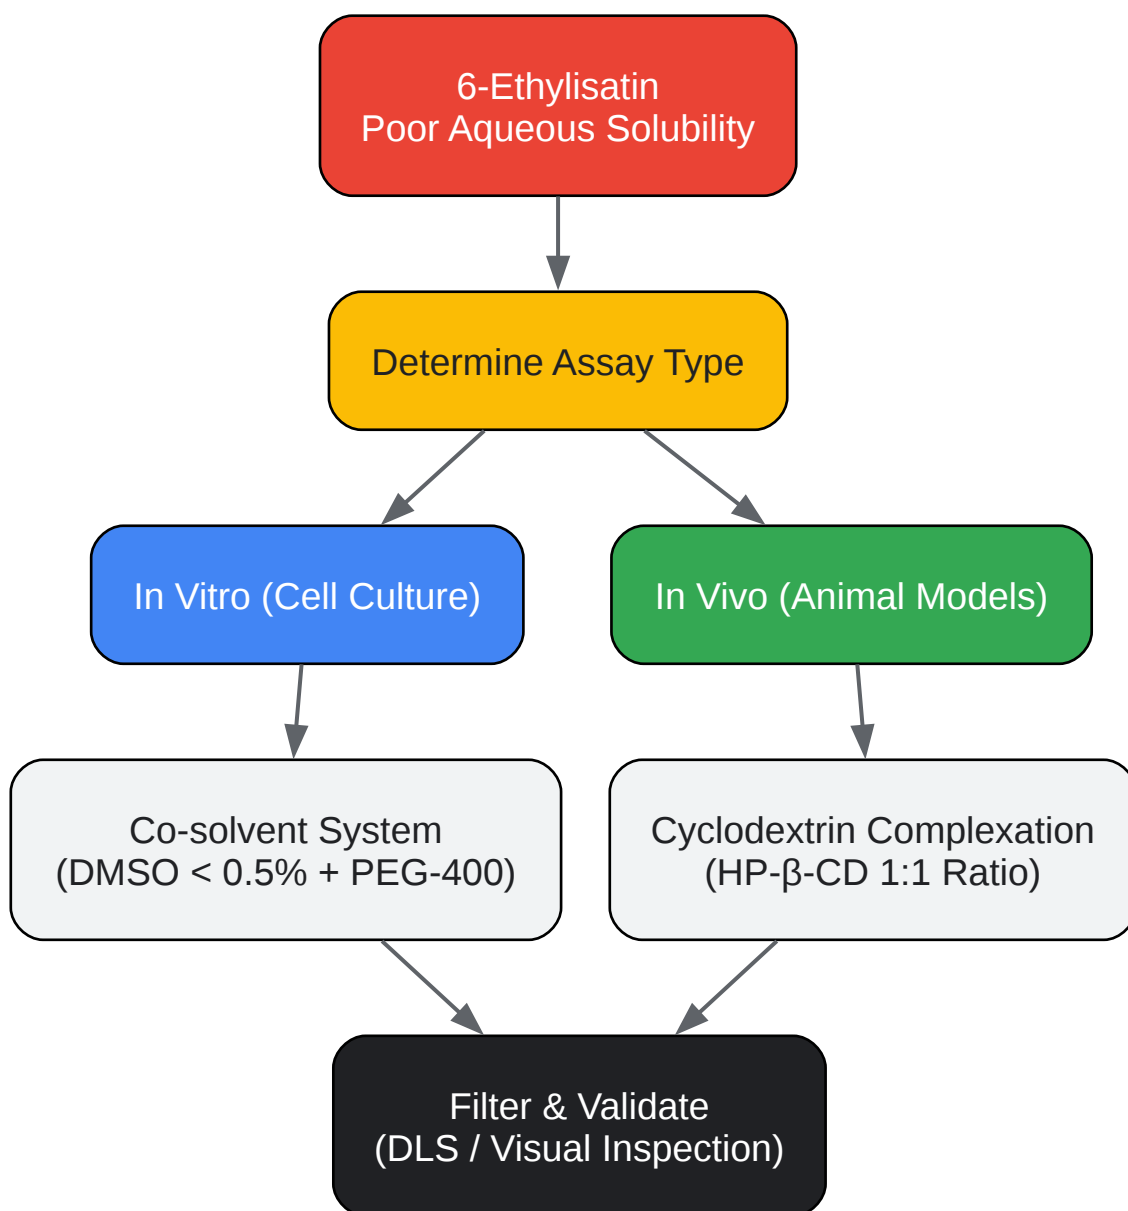 6-Ethylisatin
Poor Aqueous Solubility
Determine Assay Type
In Vitro (Cell Culture)
In Vivo (Animal Models)
Co-solvent System
(DMSO < 0.5% + PEG-400)
Cyclodextrin Complexation
(HP-β-CD 1:1 Ratio)
Filter & Validate
(DLS / Visual Inspection)